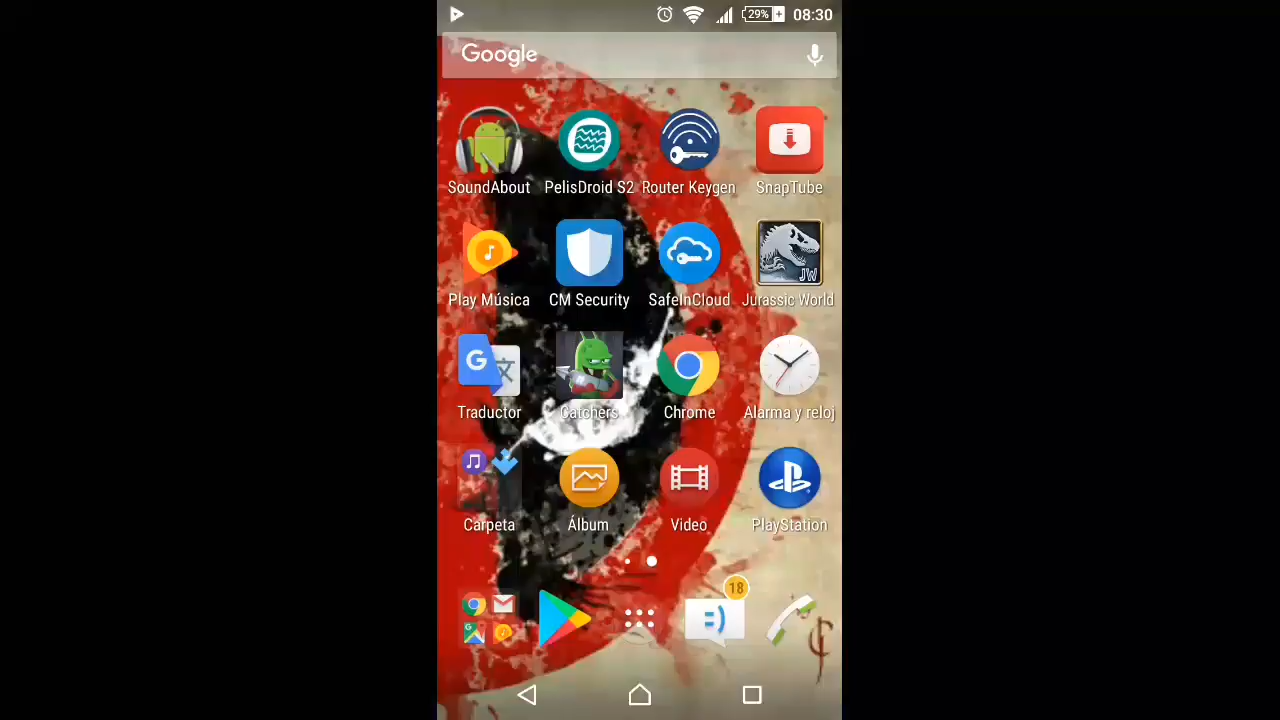 29% 08:30
Google
SoundAbout PelisDroid S2 Router Keygen SnapTube
JW
Play Música CM Security SafeInCloud Jurassic World
G 文
Traductor Catchers Chrome Alarma y reloj
Carpeta Álbum Video PlayStation
18